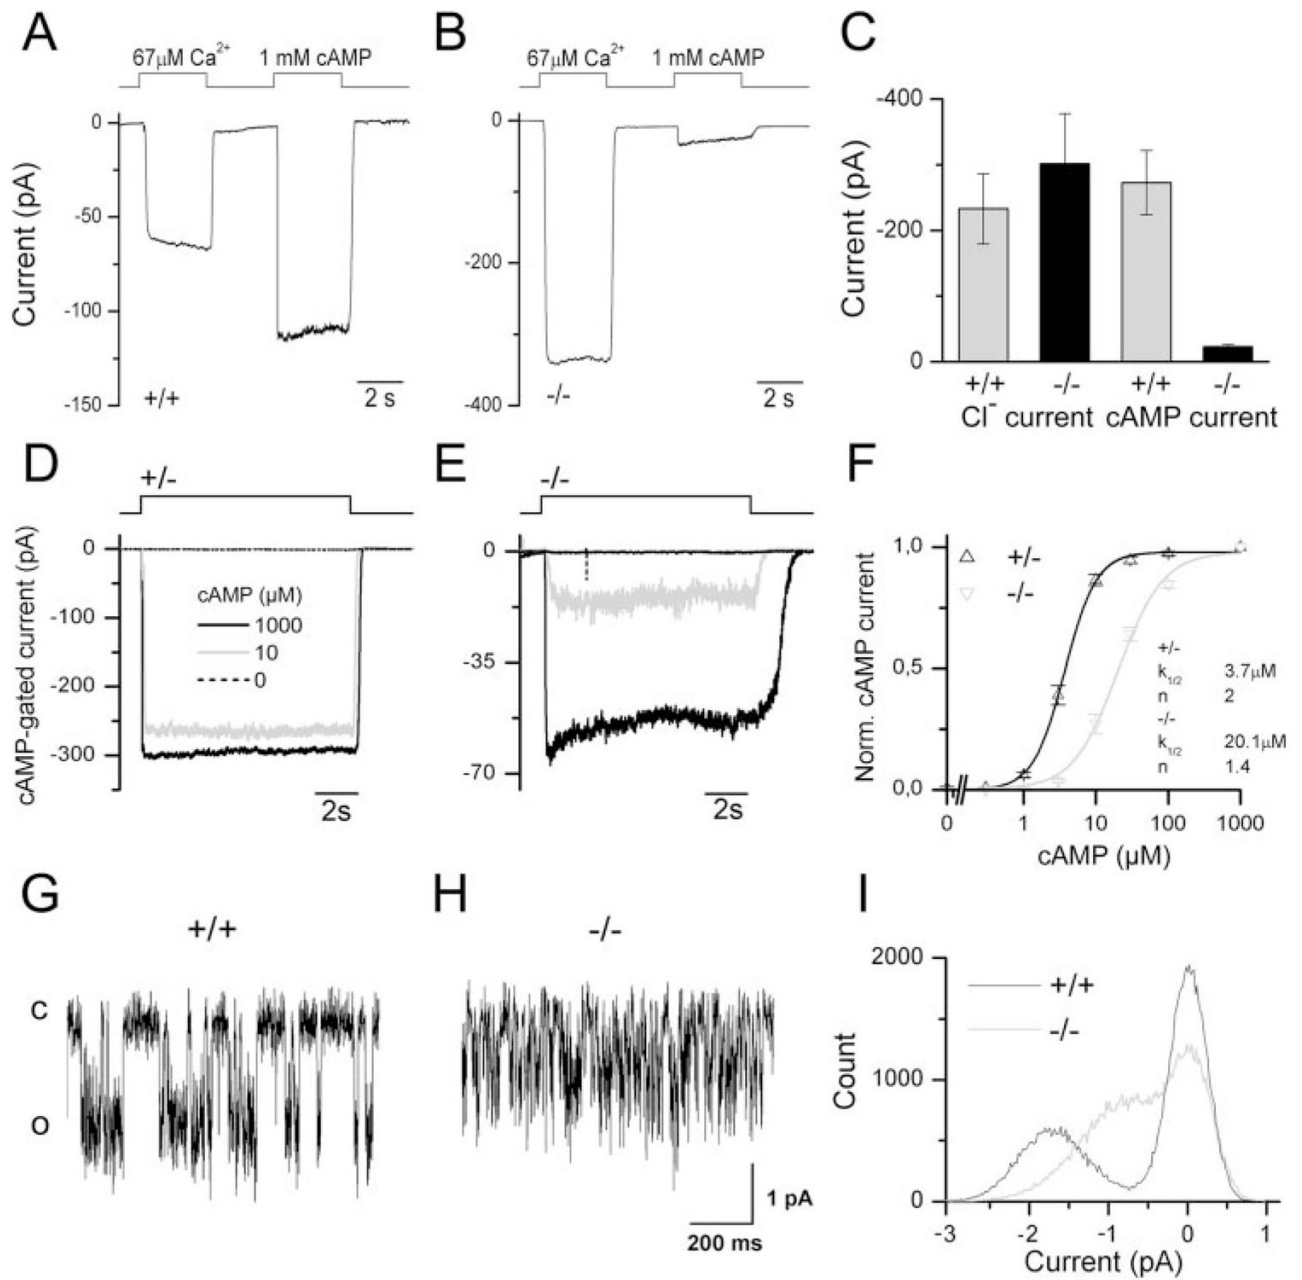 A
67μM Ca²⁺ 1 mM cAMP
Current (pA)
0
-50
-100
-150
+/+
2 s
B
67μM Ca²⁺ 1 mM cAMP
0
-200
-400
-/-
2 s
C
Current (pA)
-400
-200
0
+/+ -/- +/+ -/-
Cl⁻ current cAMP current
D
+/-
cAMP-gated current (pA)
0
-100
-200
-300
cAMP (μM)
1000
10
0
2s
E
-/-
0
-35
-70
2s
F
Norm. cAMP current
1,0
0,5
0,0
+/-
-/-
+/-
k1/2 3.7μM
n 2
-/-
k1/2 20.1μM
n 1.4
0 1 10 100 1000
cAMP (μM)
G
+/+
C
O
H
-/-
1 pA
200 ms
I
Count
2000
1000
0
+/+
-/-
-3 -2 -1 0 1
Current (pA)